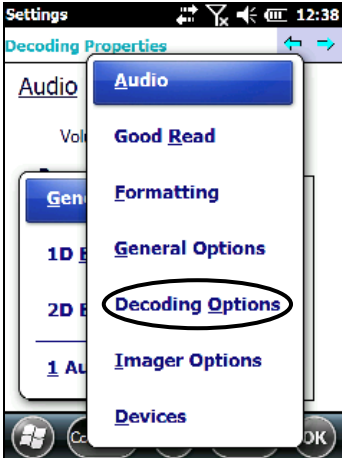 Settings 12:38
Decoding Properties
Audio
Audio
Good Read
Formatting
General Options
1D
Decoding Options
2D
Imager Options
1
Devices
OK